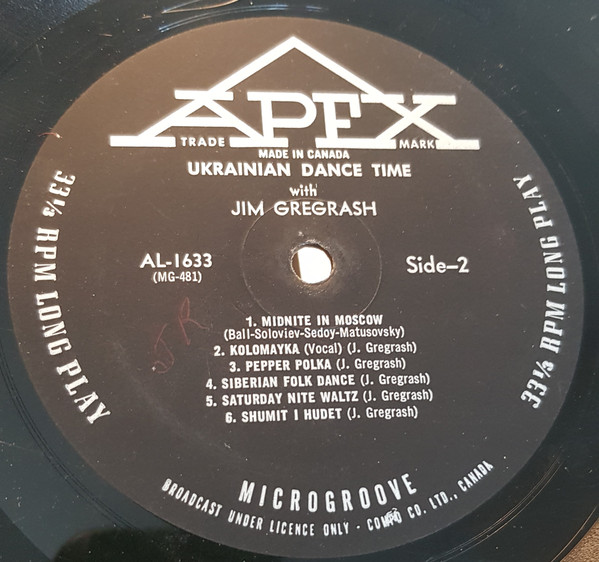 APEX
TRADE MARK
MADE IN CANADA
UKRAINIAN DANCE TIME
with
JIM GREGRASH
AL-1633
(MG-481)
Side-2
33⅓ RPM LONG PLAY
33⅓ RPM LONG PLAY
JR
1. MIDNITE IN MOSCOW
(Ball-Soloviev-Sedoy-Matusovsky)
2. KOLOMAYKA (Vocal) (J. Gregrash)
3. PEPPER POLKA (J. Gregrash)
4. SIBERIAN FOLK DANCE (J. Gregrash)
5. SATURDAY NITE WALTZ (J. Gregrash)
6. SHUMIT I HUDET (J. Gregrash)
MICROGROOVE
BROADCAST UNDER LICENCE ONLY - COMPO CO. LTD., CANADA